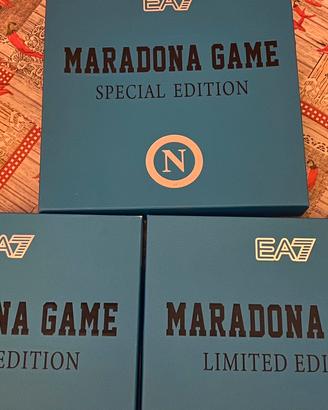 EA7
MARADONA GAME
SPECIAL EDITION
N
EA7
NA GAME
EDITION
EA7
MARADONA
LIMITED EDI